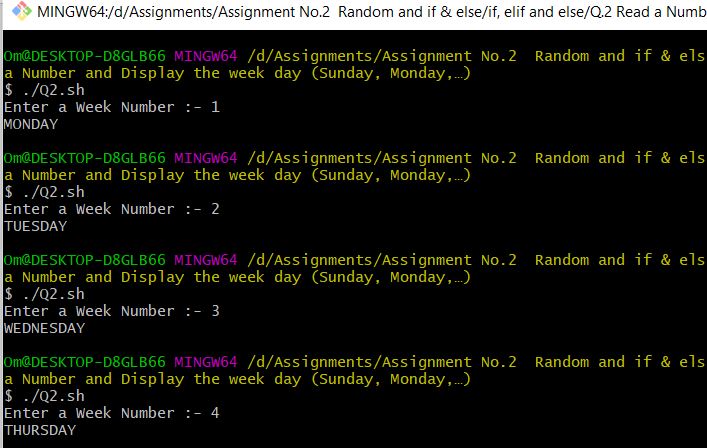 MINGW64:/d/Assignments/Assignment No.2  Random and if & else/if, elif and else/Q.2 Read a Numb
Om@DESKTOP-D8GLB66 MINGW64 /d/Assignments/Assignment No.2  Random and if & els
a Number and Display the week day (Sunday, Monday,…)
$ ./Q2.sh
Enter a Week Number :- 1
MONDAY
Om@DESKTOP-D8GLB66 MINGW64 /d/Assignments/Assignment No.2  Random and if & els
a Number and Display the week day (Sunday, Monday,…)
$ ./Q2.sh
Enter a Week Number :- 2
TUESDAY
Om@DESKTOP-D8GLB66 MINGW64 /d/Assignments/Assignment No.2  Random and if & els
a Number and Display the week day (Sunday, Monday,…)
$ ./Q2.sh
Enter a Week Number :- 3
WEDNESDAY
Om@DESKTOP-D8GLB66 MINGW64 /d/Assignments/Assignment No.2  Random and if & els
a Number and Display the week day (Sunday, Monday,…)
$ ./Q2.sh
Enter a Week Number :- 4
THURSDAY